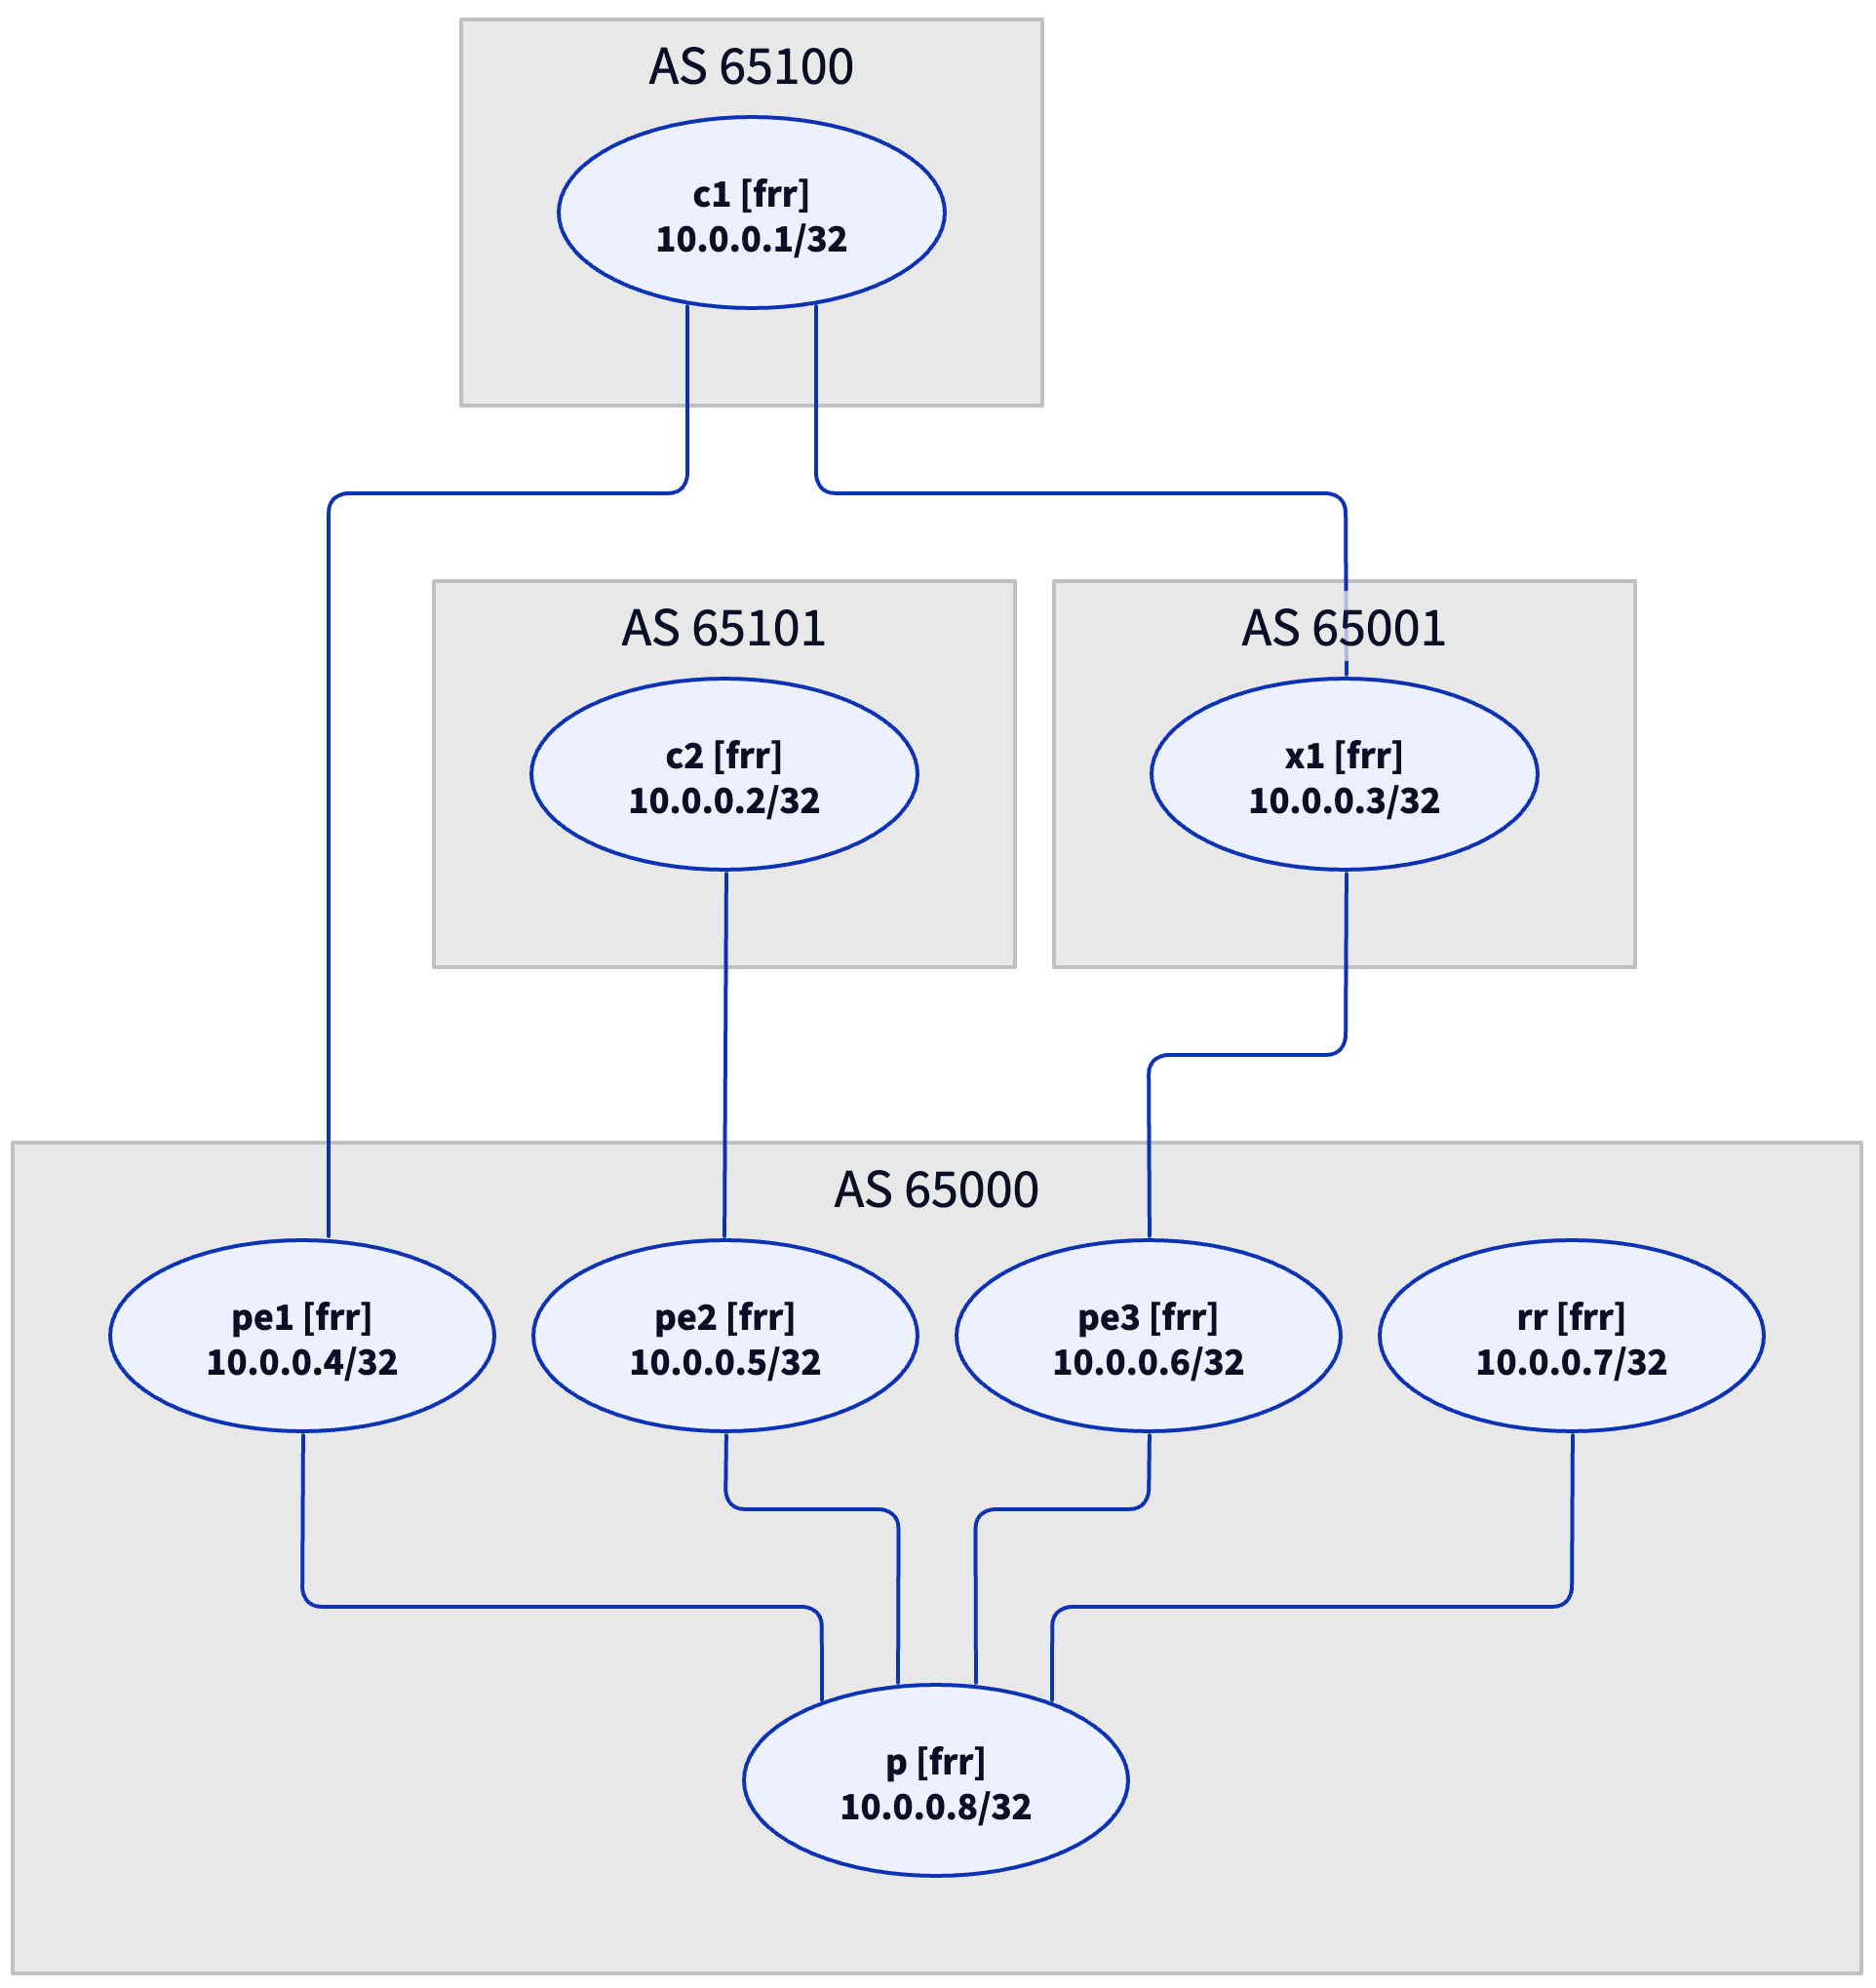 AS 65100
c1 [frr]
10.0.0.1/32
AS 65101
c2 [frr]
10.0.0.2/32
AS 65001
x1 [frr]
10.0.0.3/32
AS 65000
pe1 [frr]
10.0.0.4/32
pe2 [frr]
10.0.0.5/32
pe3 [frr]
10.0.0.6/32
rr [frr]
10.0.0.7/32
p [frr]
10.0.0.8/32